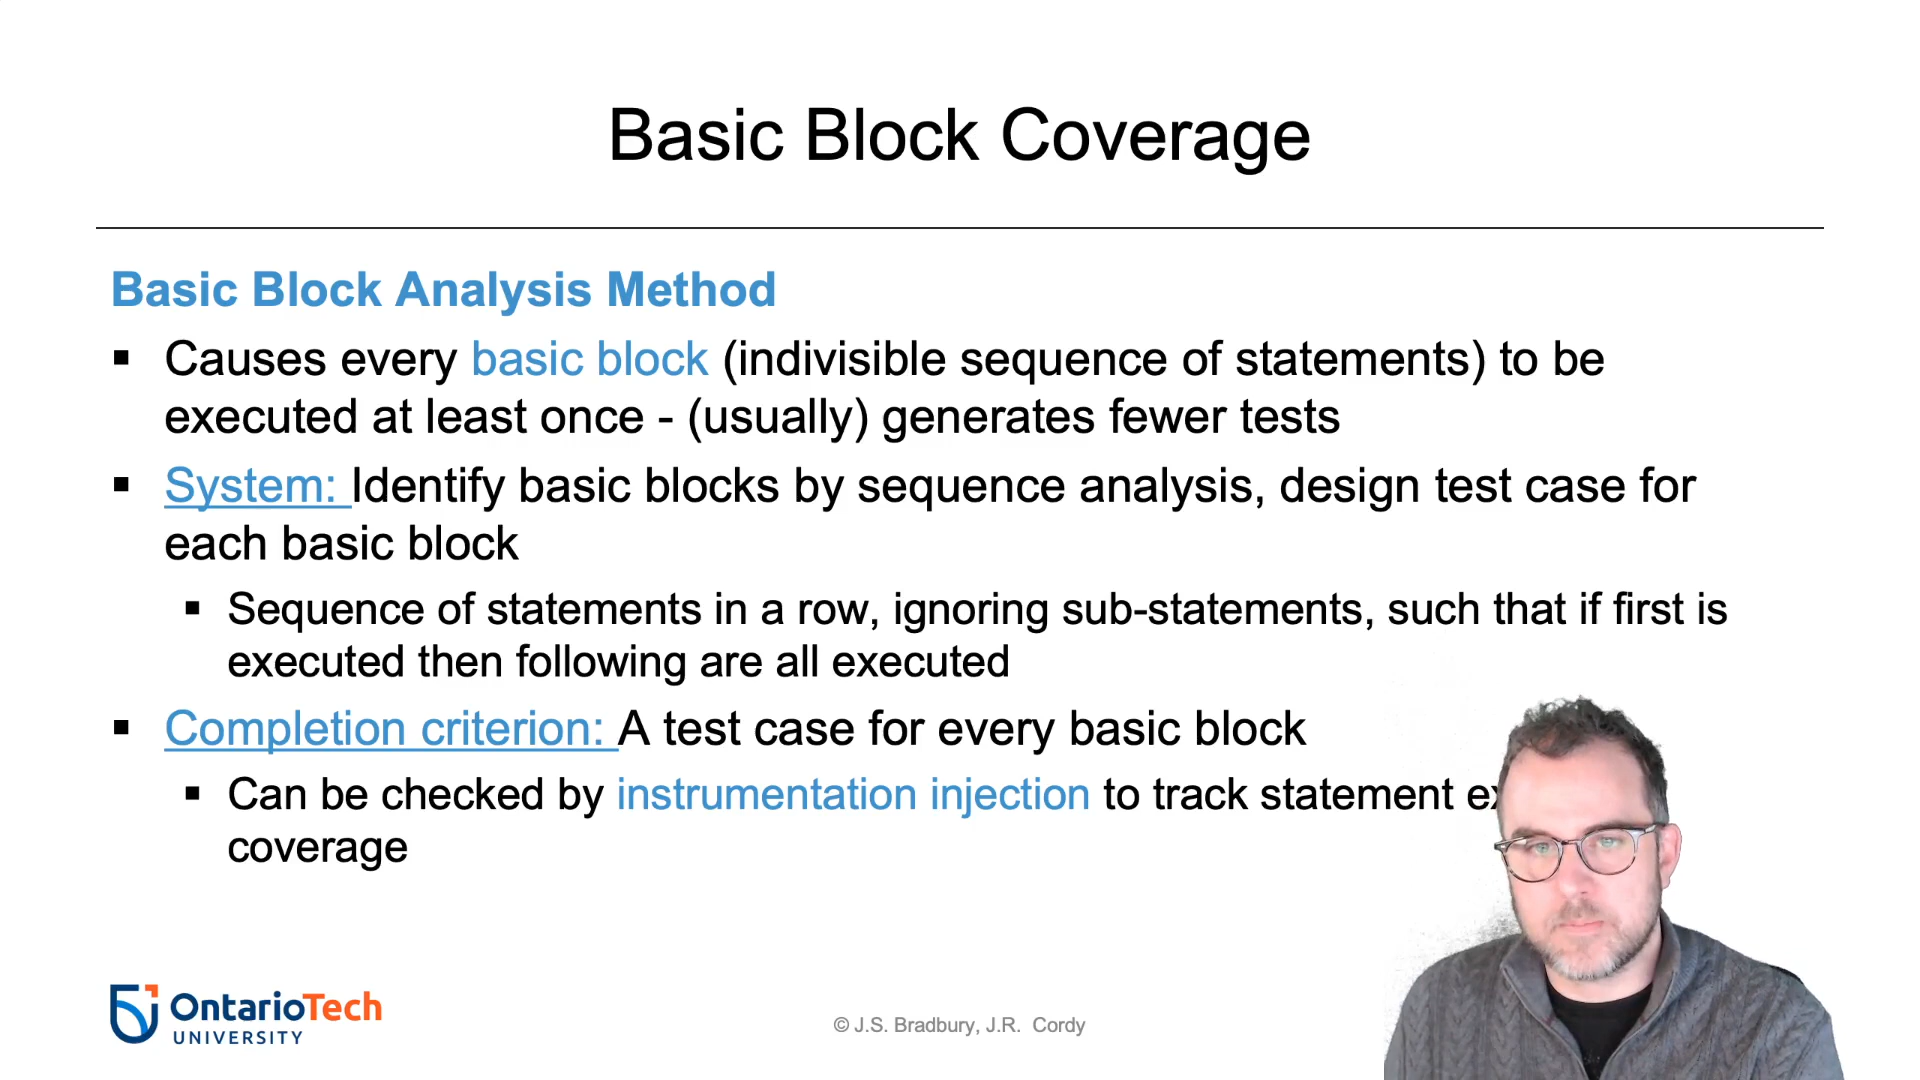 Basic Block Coverage
Basic Block Analysis Method
▪ Causes every basic block (indivisible sequence of statements) to be
executed at least once - (usually) generates fewer tests
▪ System: Identify basic blocks by sequence analysis, design test case for
each basic block
▪ Sequence of statements in a row, ignoring sub-statements, such that if first is
executed then following are all executed
▪ Completion criterion: A test case for every basic block
▪ Can be checked by instrumentation injection to track statement
coverage
OntarioTech
UNIVERSITY
© J.S. Bradbury, J.R. Cordy